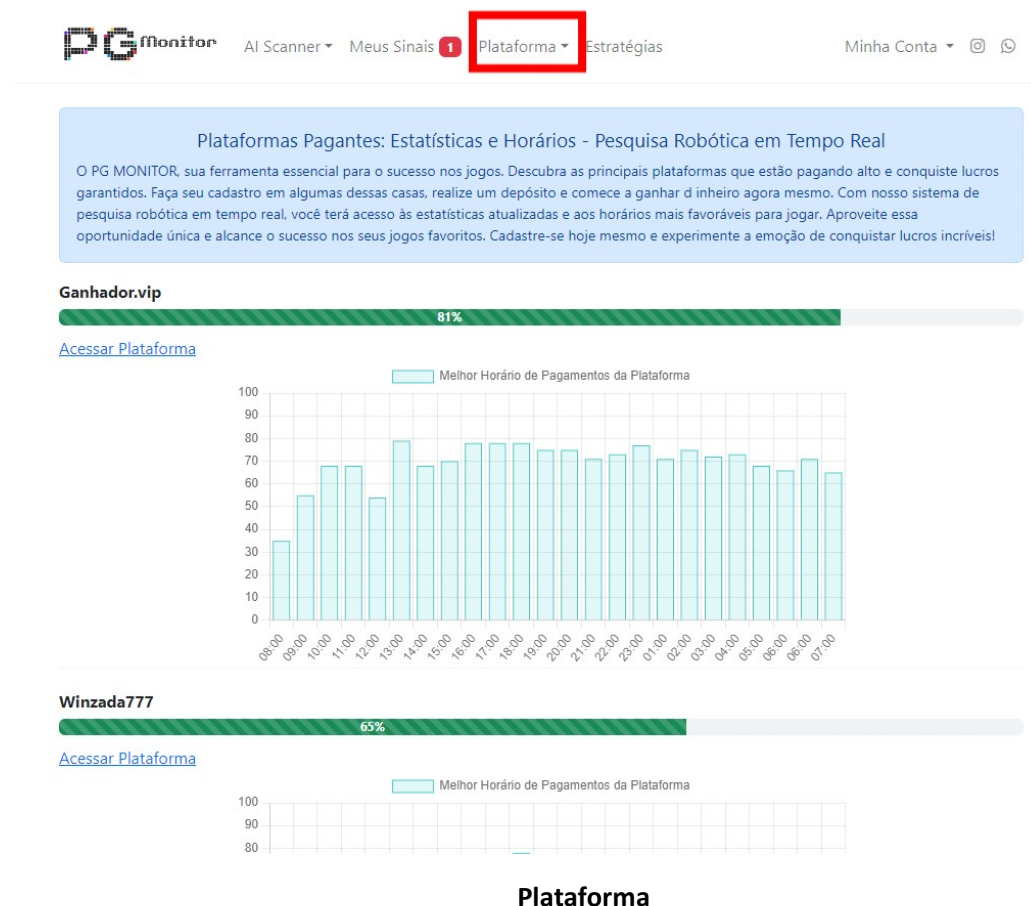 PG Monitor AI Scanner Meus Sinais 1 Plataforma Estratégias Minha Conta
Plataformas Pagantes: Estatísticas e Horários - Pesquisa Robótica em Tempo Real
O PG MONITOR, sua ferramenta essencial para o sucesso nos jogos. Descubra as principais plataformas que estão pagando alto e conquiste lucros
garantidos. Faça seu cadastro em algumas dessas casas, realize um depósito e comece a ganhar d inheiro agora mesmo. Com nosso sistema de
pesquisa robótica em tempo real, você terá acesso às estatísticas atualizadas e aos horários mais favoráveis para jogar. Aproveite essa
oportunidade única e alcance o sucesso nos seus jogos favoritos. Cadastre-se hoje mesmo e experimente a emoção de conquistar lucros incríveis!
Ganhador.vip
81%
Acessar Plataforma
Melhor Horário de Pagamentos da Plataforma
100
90
80
70
60
50
40
30
20
10
0
08:00 09:00 10:00 11:00 12:00 13:00 14:00 15:00 16:00 17:00 18:00 19:00 20:00 21:00 22:00 23:00 01:00 02:00 03:00 04:00 05:00 06:00 06:00 07:00
Winzada777
65%
Acessar Plataforma
Melhor Horário de Pagamentos da Plataforma
100
90
80
Plataforma